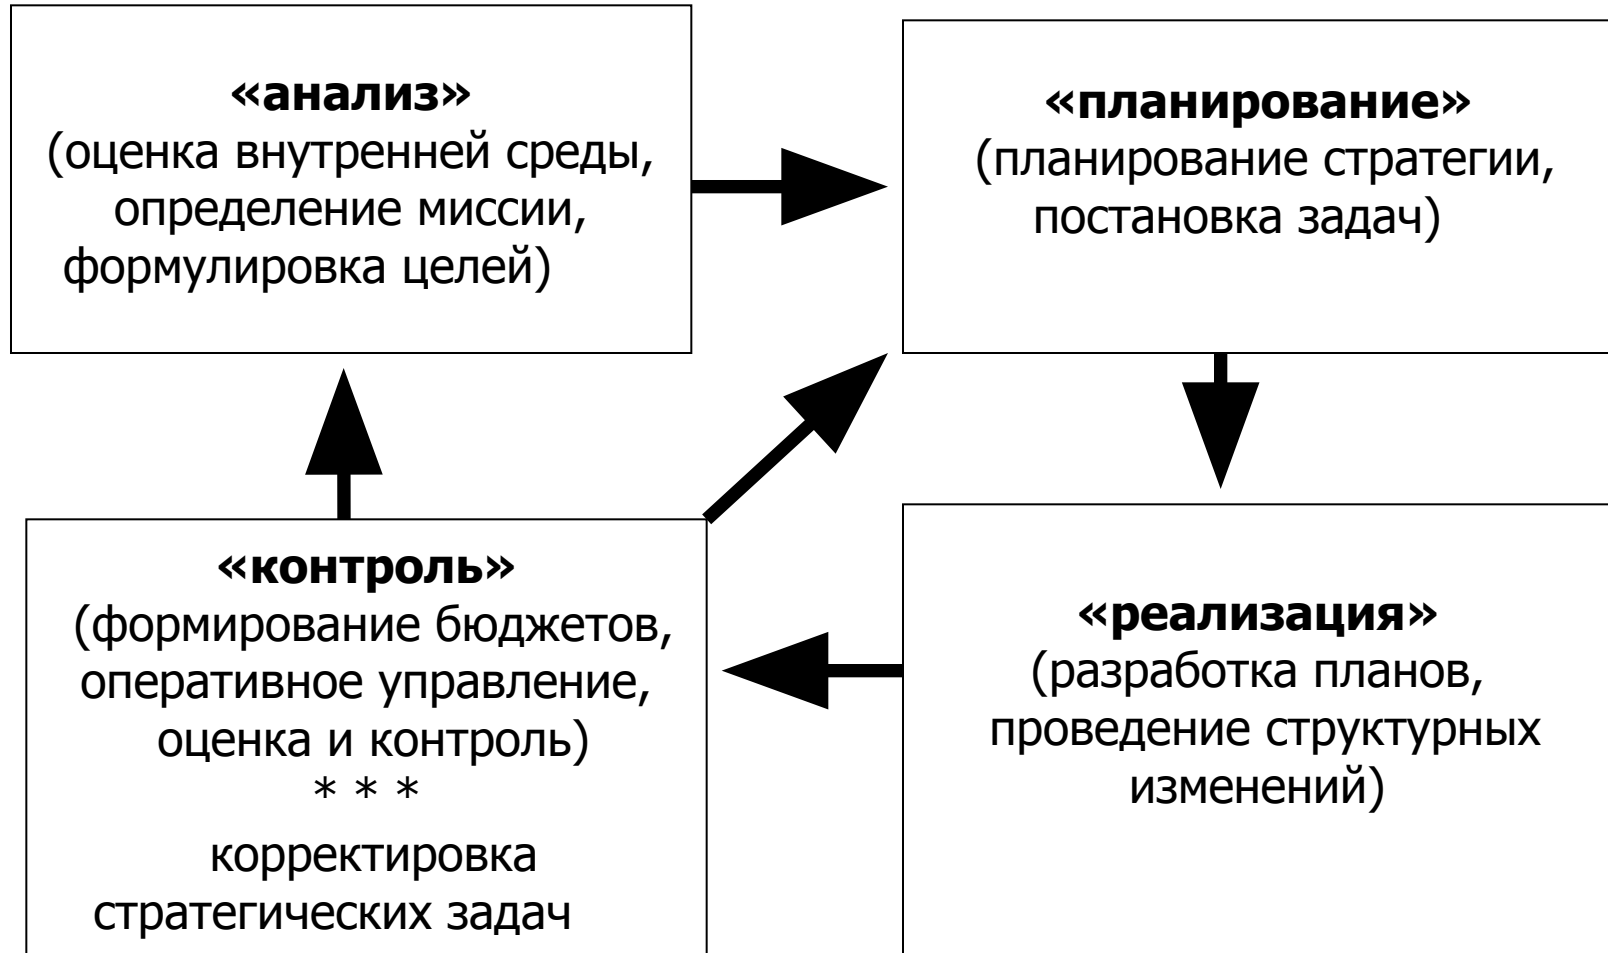 «анализ»
(оценка внутренней среды,
определение миссии,
формулировка целей)
«планирование»
(планирование стратегии,
постановка задач)
«контроль»
(формирование бюджетов,
оперативное управление,
оценка и контроль)
* * *
корректировка
стратегических задач
«реализация»
(разработка планов,
проведение структурных
изменений)